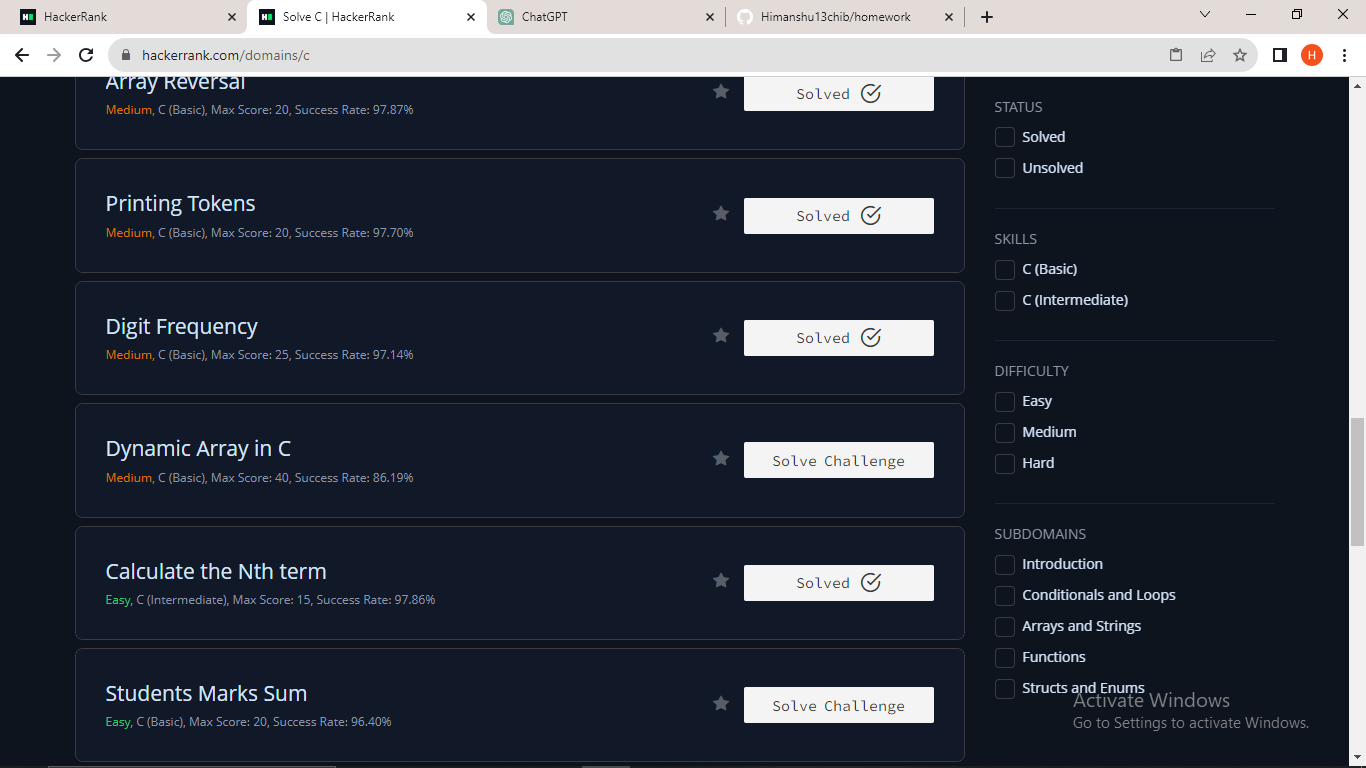 HackerRank
Solve C | HackerRank
ChatGPT
Himanshu13chib/homework
hackerrank.com/domains/c
H
Array Reversal
Medium, C (Basic), Max Score: 20, Success Rate: 97.87%
Solved
Printing Tokens
Medium, C (Basic), Max Score: 20, Success Rate: 97.70%
Solved
Digit Frequency
Medium, C (Basic), Max Score: 25, Success Rate: 97.14%
Solved
Dynamic Array in C
Medium, C (Basic), Max Score: 40, Success Rate: 86.19%
Solve Challenge
Calculate the Nth term
Easy, C (Intermediate), Max Score: 15, Success Rate: 97.86%
Solved
Students Marks Sum
Easy, C (Basic), Max Score: 20, Success Rate: 96.40%
Solve Challenge
STATUS
Solved
Unsolved
SKILLS
C (Basic)
C (Intermediate)
DIFFICULTY
Easy
Medium
Hard
SUBDOMAINS
Introduction
Conditionals and Loops
Arrays and Strings
Functions
Structs and Enums
Activate Windows
Go to Settings to activate Windows.